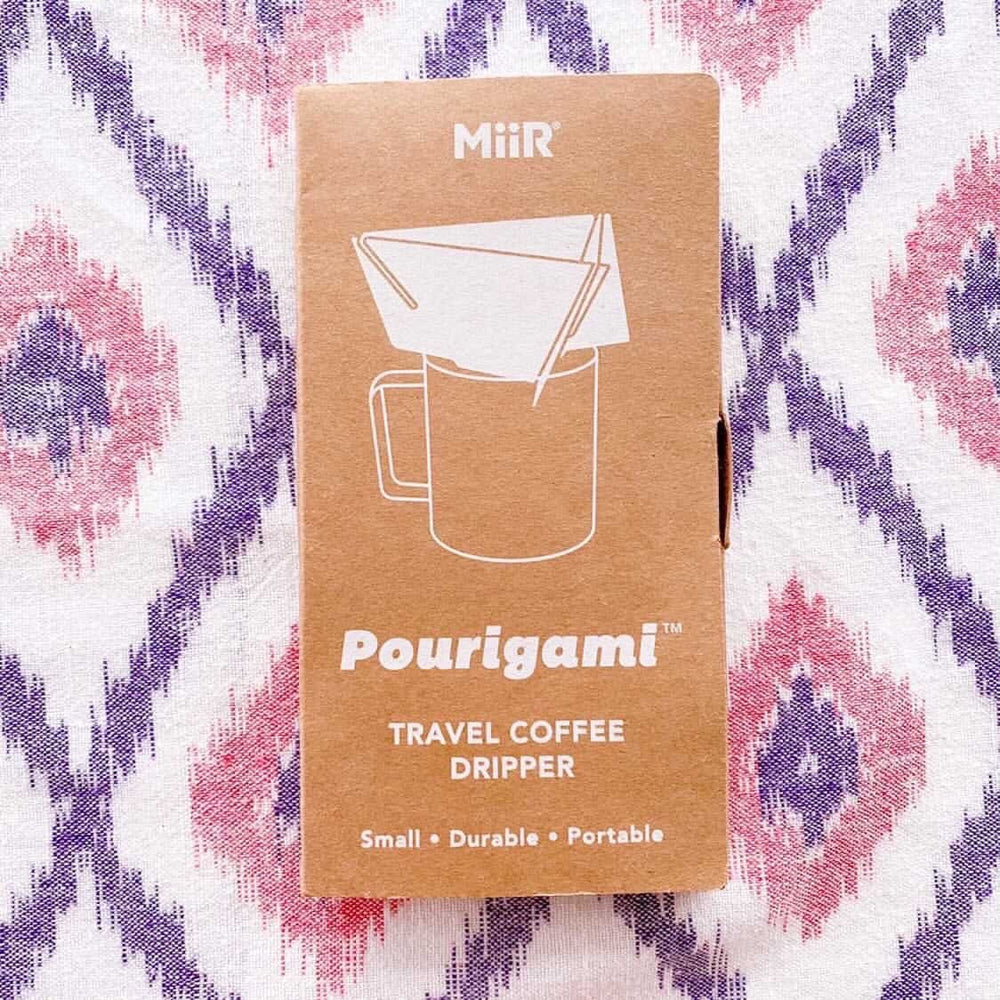 MiiR®
Pourigami™
TRAVEL COFFEE
DRIPPER
Small • Durable • Portable